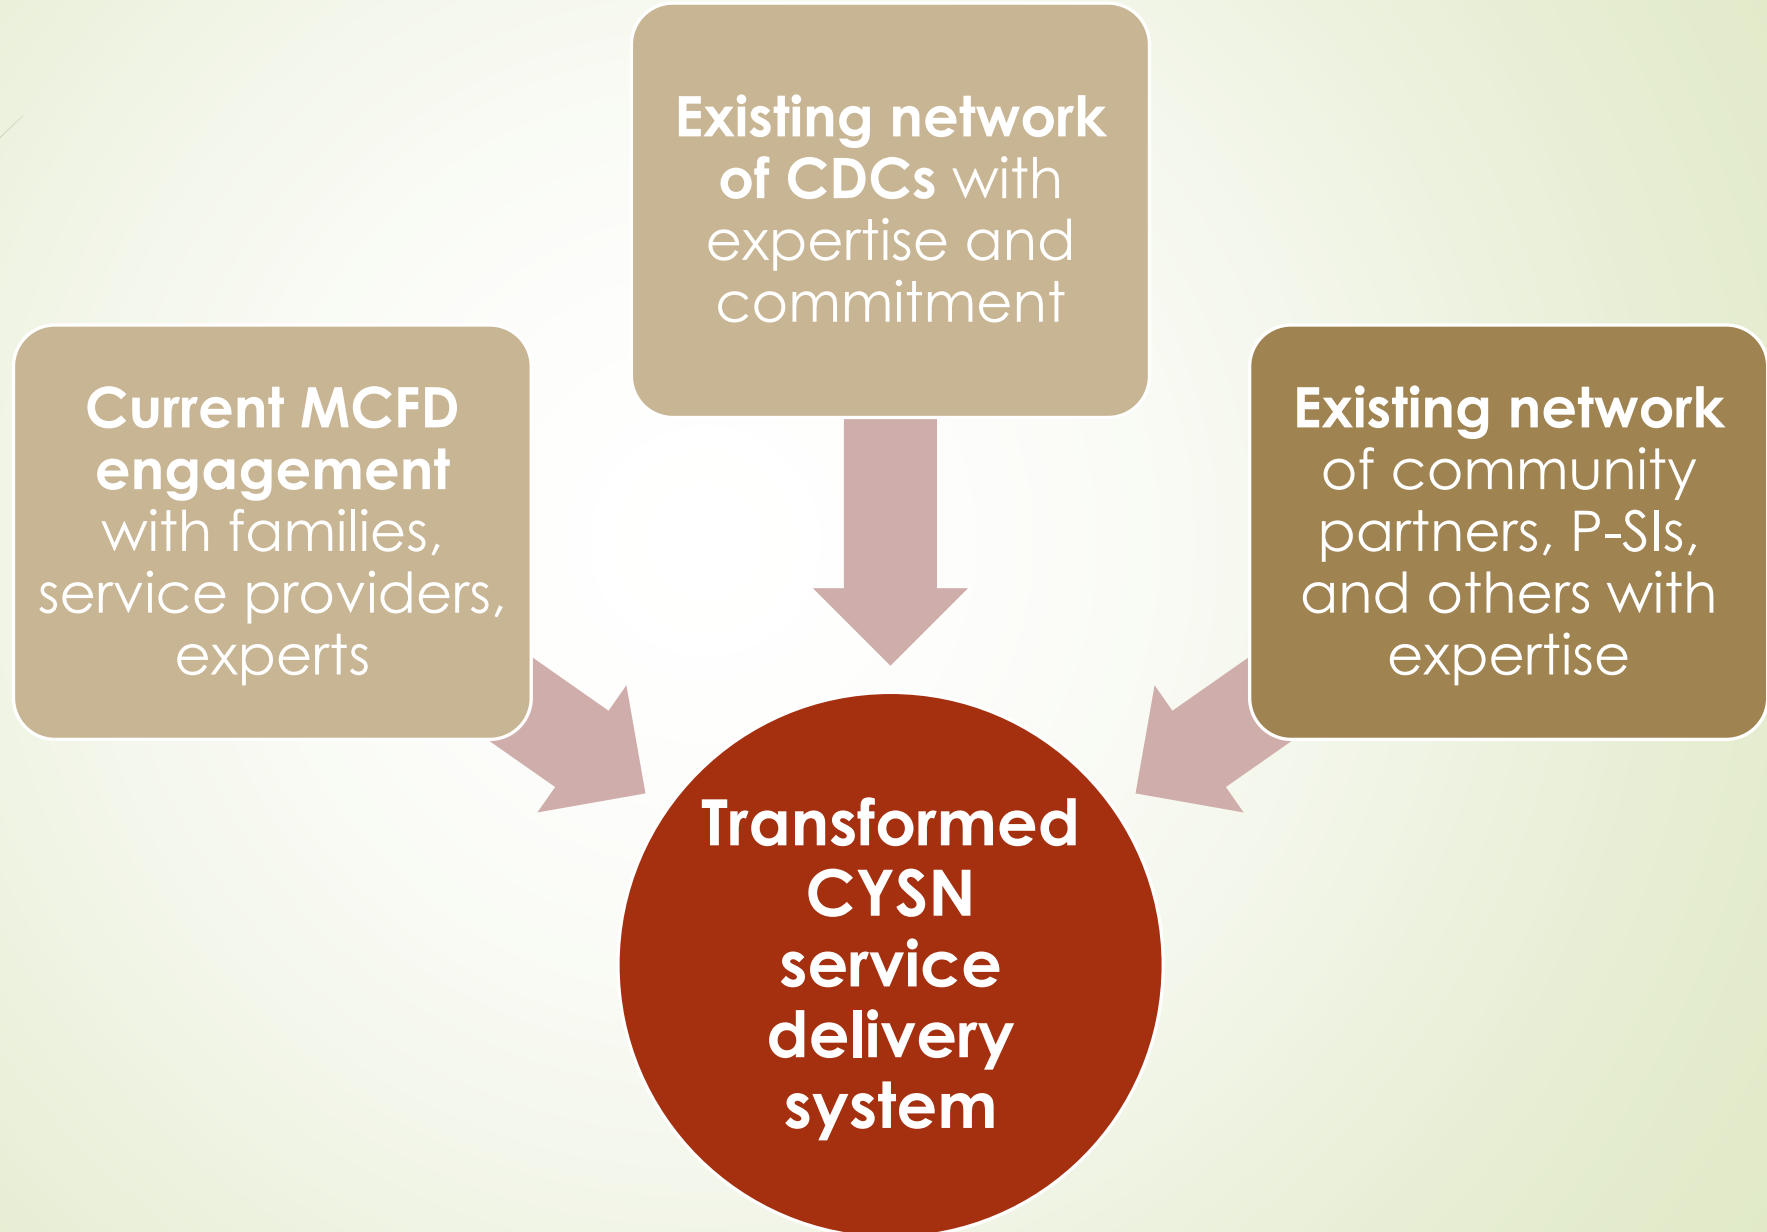 Existing network
of CDCs with
expertise and
commitment
Current MCFD
engagement
with families,
service providers,
experts
Existing network
of community
partners, P-SIs,
and others with
expertise
Transformed
CYSN
service
delivery
system